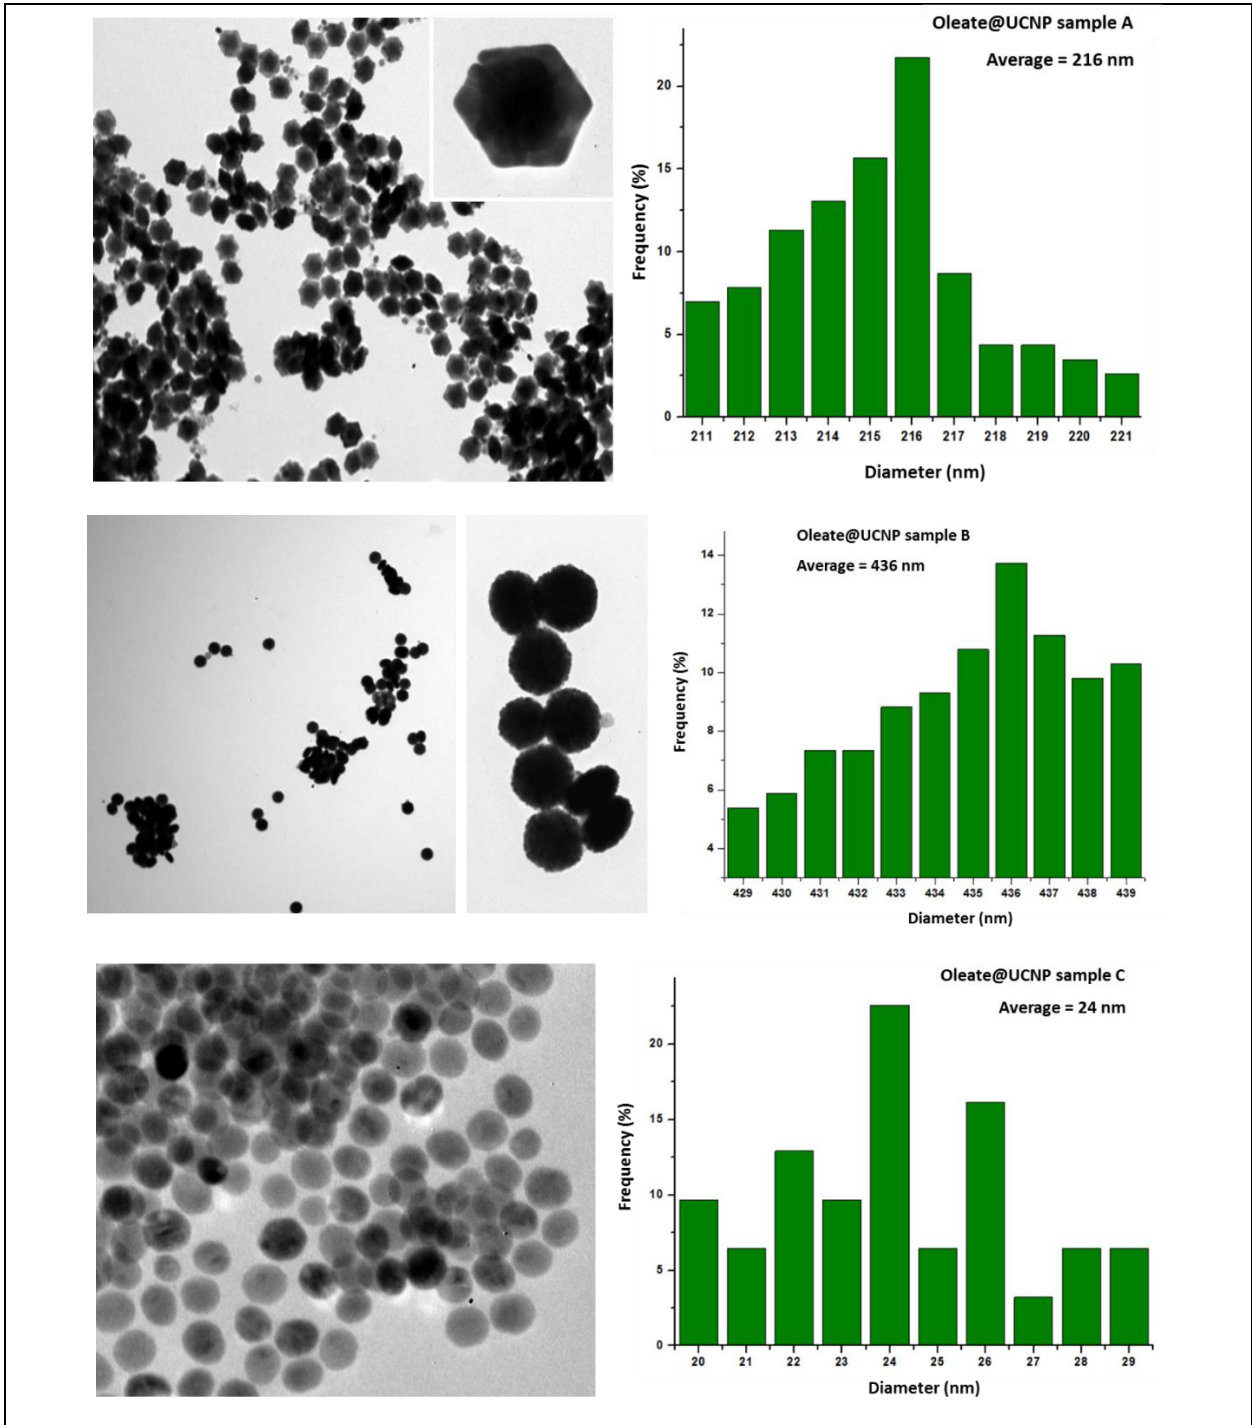 Oleate@UCNP sample A
Average = 216 nm
Frequency (%)
20
15
10
5
0
211 212 213 214 215 216 217 218 219 220 221
Diameter (nm)
Oleate@UCNP sample B
Average = 436 nm
Frequency (%)
14
12
10
8
6
4
429 430 431 432 433 434 435 436 437 438 439
Diameter (nm)
Oleate@UCNP sample C
Average = 24 nm
Frequency (%)
20
15
10
5
0
20 21 22 23 24 25 26 27 28 29
Diameter (nm)